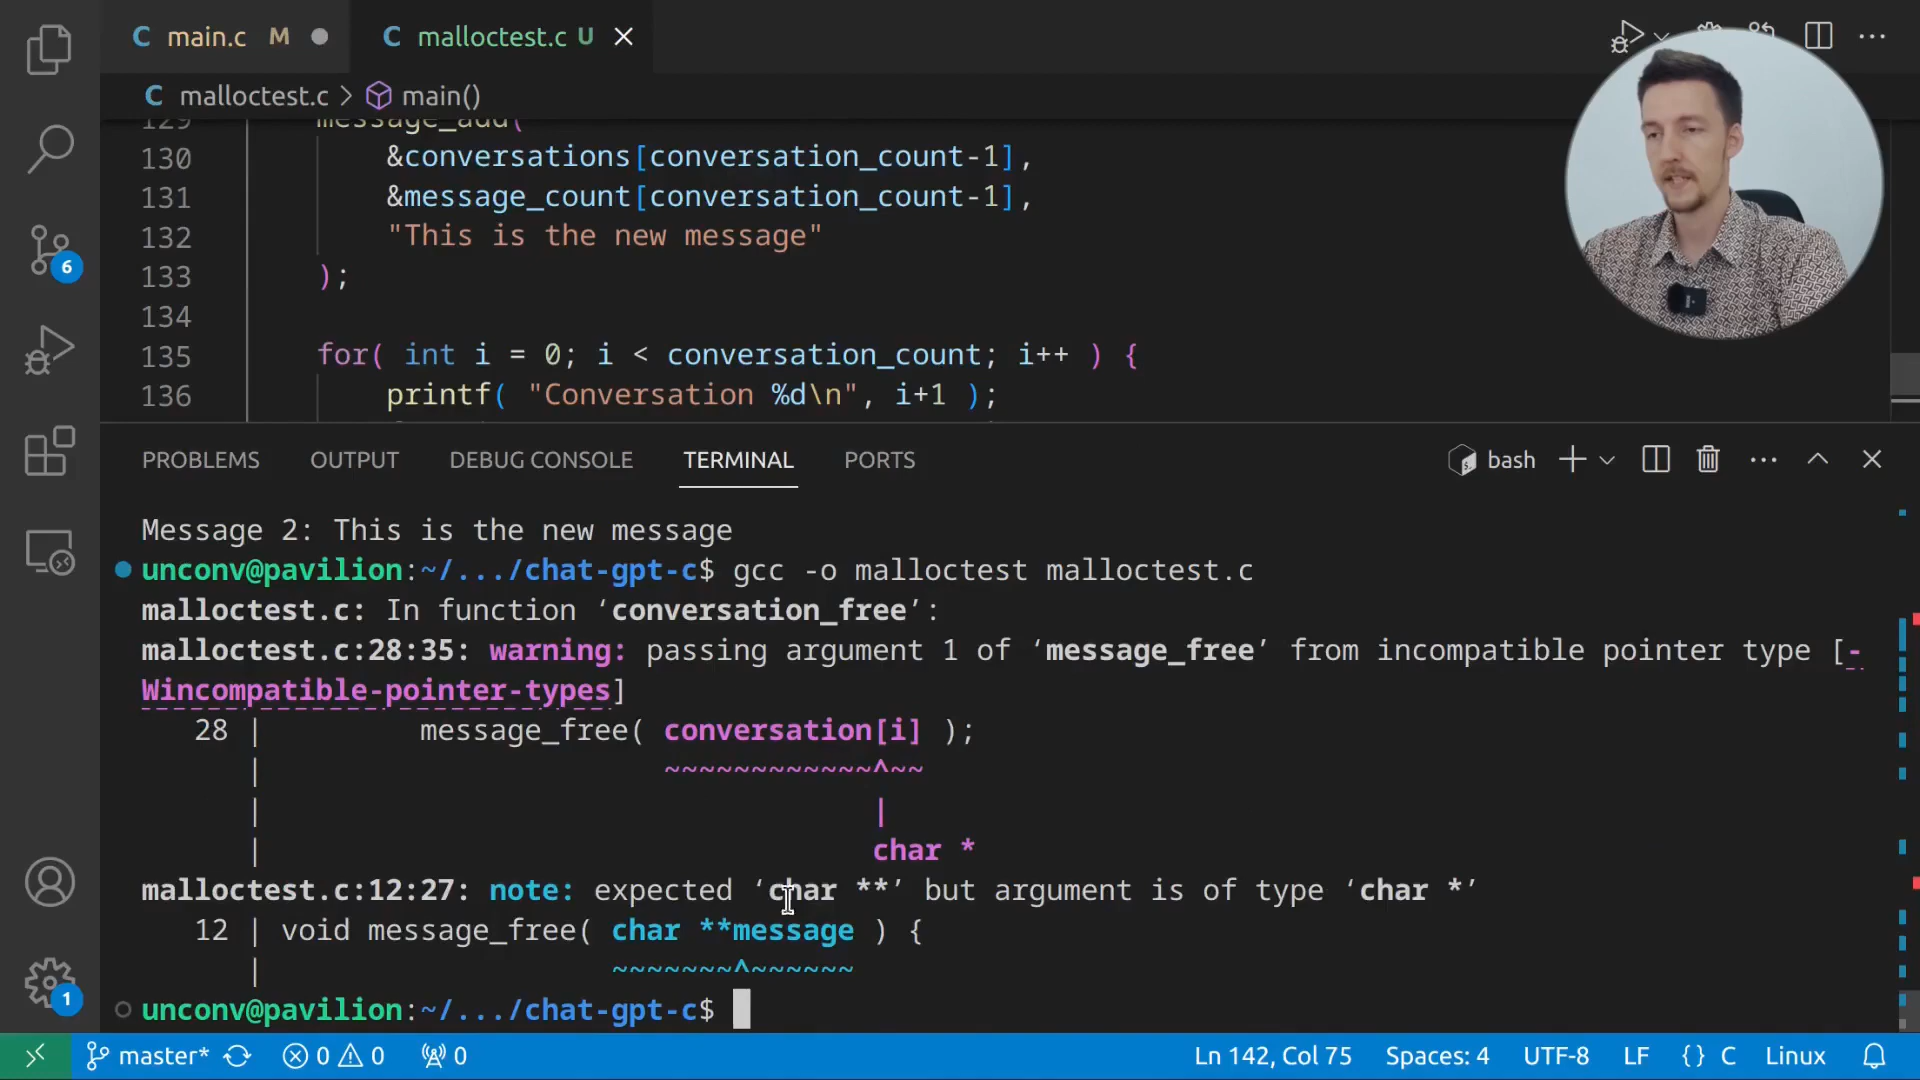 C main.c M
C malloctest.c U
C malloctest.c > main()
129 message_add(
130 &conversations[conversation_count-1],
131 &message_count[conversation_count-1],
132 "This is the new message"
133 );
134
135 for( int i = 0; i < conversation_count; i++ ) {
136 printf( "Conversation %d\n", i+1 );
6
PROBLEMS OUTPUT DEBUG CONSOLE TERMINAL PORTS bash
Message 2: This is the new message
unconv@pavilion:~/.../chat-gpt-c$ gcc -o malloctest malloctest.c
malloctest.c: In function ‘conversation_free’:
malloctest.c:28:35: warning: passing argument 1 of ‘message_free’ from incompatible pointer type [-
Wincompatible-pointer-types]
28 | message_free( conversation[i] );
| ~~~~~~~~~~~~^~~
| |
| char *
malloctest.c:12:27: note: expected ‘char **’ but argument is of type ‘char *’
12 | void message_free( char **message ) {
| ~~~~~~~^~~~~~~
unconv@pavilion:~/.../chat-gpt-c$
1
master* 0 0 0 Ln 142, Col 75 Spaces: 4 UTF-8 LF {} C Linux